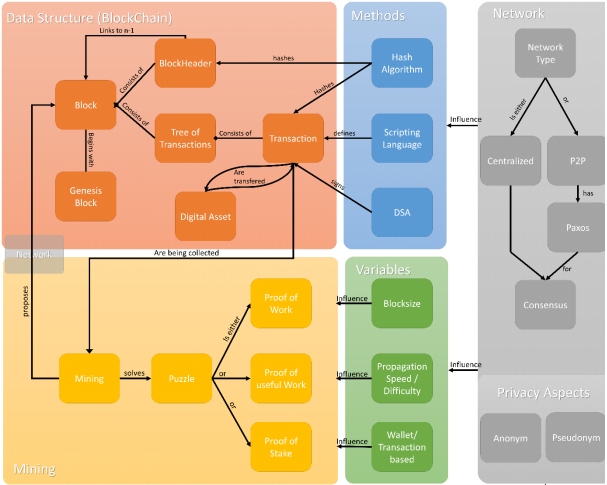 Data Structure (BlockChain)
Methods
Network
Links to n-1
BlockHeader
hashes
Hash
Algorithm
Network
Type
Consists of
Hashes
Block
Influence
Is either
or
Consists of
Tree of
Transactions
Consists of
Transaction
defines
Scripting
Language
Centralized
P2P
Begins with
Are
transfered
has
Genesis
Block
signs
Digital Asset
DSA
Paxos
Network
Are being collected
for
Variables
Consensus
proposes
Proof of
Work
Influence
Blocksize
Is either
Mining
solves
Puzzle
or
Proof of
useful Work
Influence
Propagation
Speed /
Difficulty
Influence
or
Privacy Aspects
Proof of
Stake
Influence
Wallet/
Transaction
based
Anonym
Pseudonym
Mining